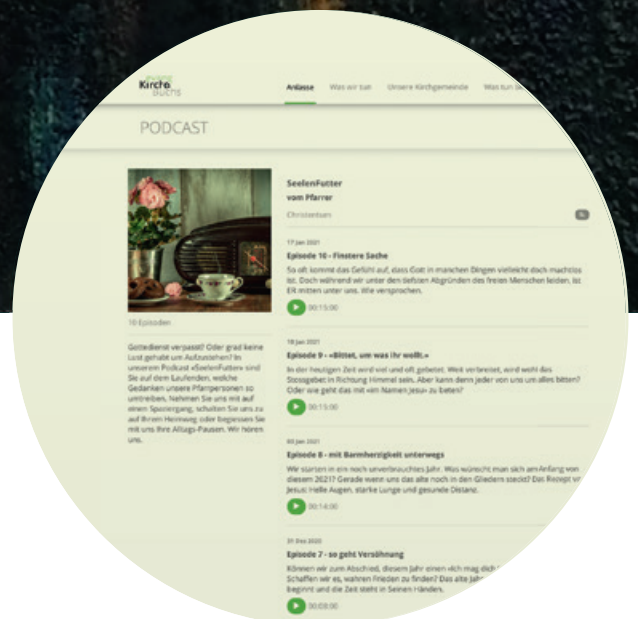 evang
Kirche
BUCHS
Anlässe Was wir tun Unsere Kirchgemeinde Was tun
PODCAST
SeelenFutter
vom Pfarrer
Christentum
17 Jan 2021
Episode 10 - Finstere Sache
So oft kommt das Gefühl auf, dass Gott in manchen Dingen vielleicht doch machtlos
ist. Doch während wir unter den tiefsten Abgründen des freien Menschen leiden, ist
ER mitten unter uns. Wie versprochen.
00:15:00
10 Episoden
Gottedienst verpasst? Oder grad keine
Lust gehabt um Aufzustehen? In
unserem Podcast «SeelenFutter» sind
Sie auf dem Laufenden, welche
Gedanken unsere Pfarrpersonen so
umtreiben. Nehmen Sie uns mit auf
einen Spaziergang, schalten Sie uns zu
auf Ihrem Heimweg oder begiessen Sie
mit uns Ihre Alltags-Pausen. Wir hören
uns.
Episode 9 - «Bittet, um was ihr wollt.»
In der heutigen Zeit wird viel und oft gebetet. Weit verbreitet, wird wohl das
Stossgebet in Richtung Himmel sein. Aber kann denn jeder von uns um alles bitten?
Oder wie geht das mit «im Namen Jesu» zu beten?
00:15:00
03 Jan 2021
Episode 8 - mit Barmherzigkeit unterwegs
Wir starten in ein noch unverbrauchtes Jahr. Was wünscht man sich am Anfang von
diesem 2021? Gerade wenn uns das alte noch in den Gliedern steckt? Das Rezept
Jesus: Helle Augen, starke Lunge und gesunde Distanz.
00:14:00
31 Dez 2020
Episode 7 - so geht Versöhnung
Können wir zum Abschied, diesem Jahr einen «Ich mag dich
Schaffen wir es, wahren Frieden zu finden? Das alte Jah
beginnt und die Zeit steht in Seinen Händen.
00:08:00